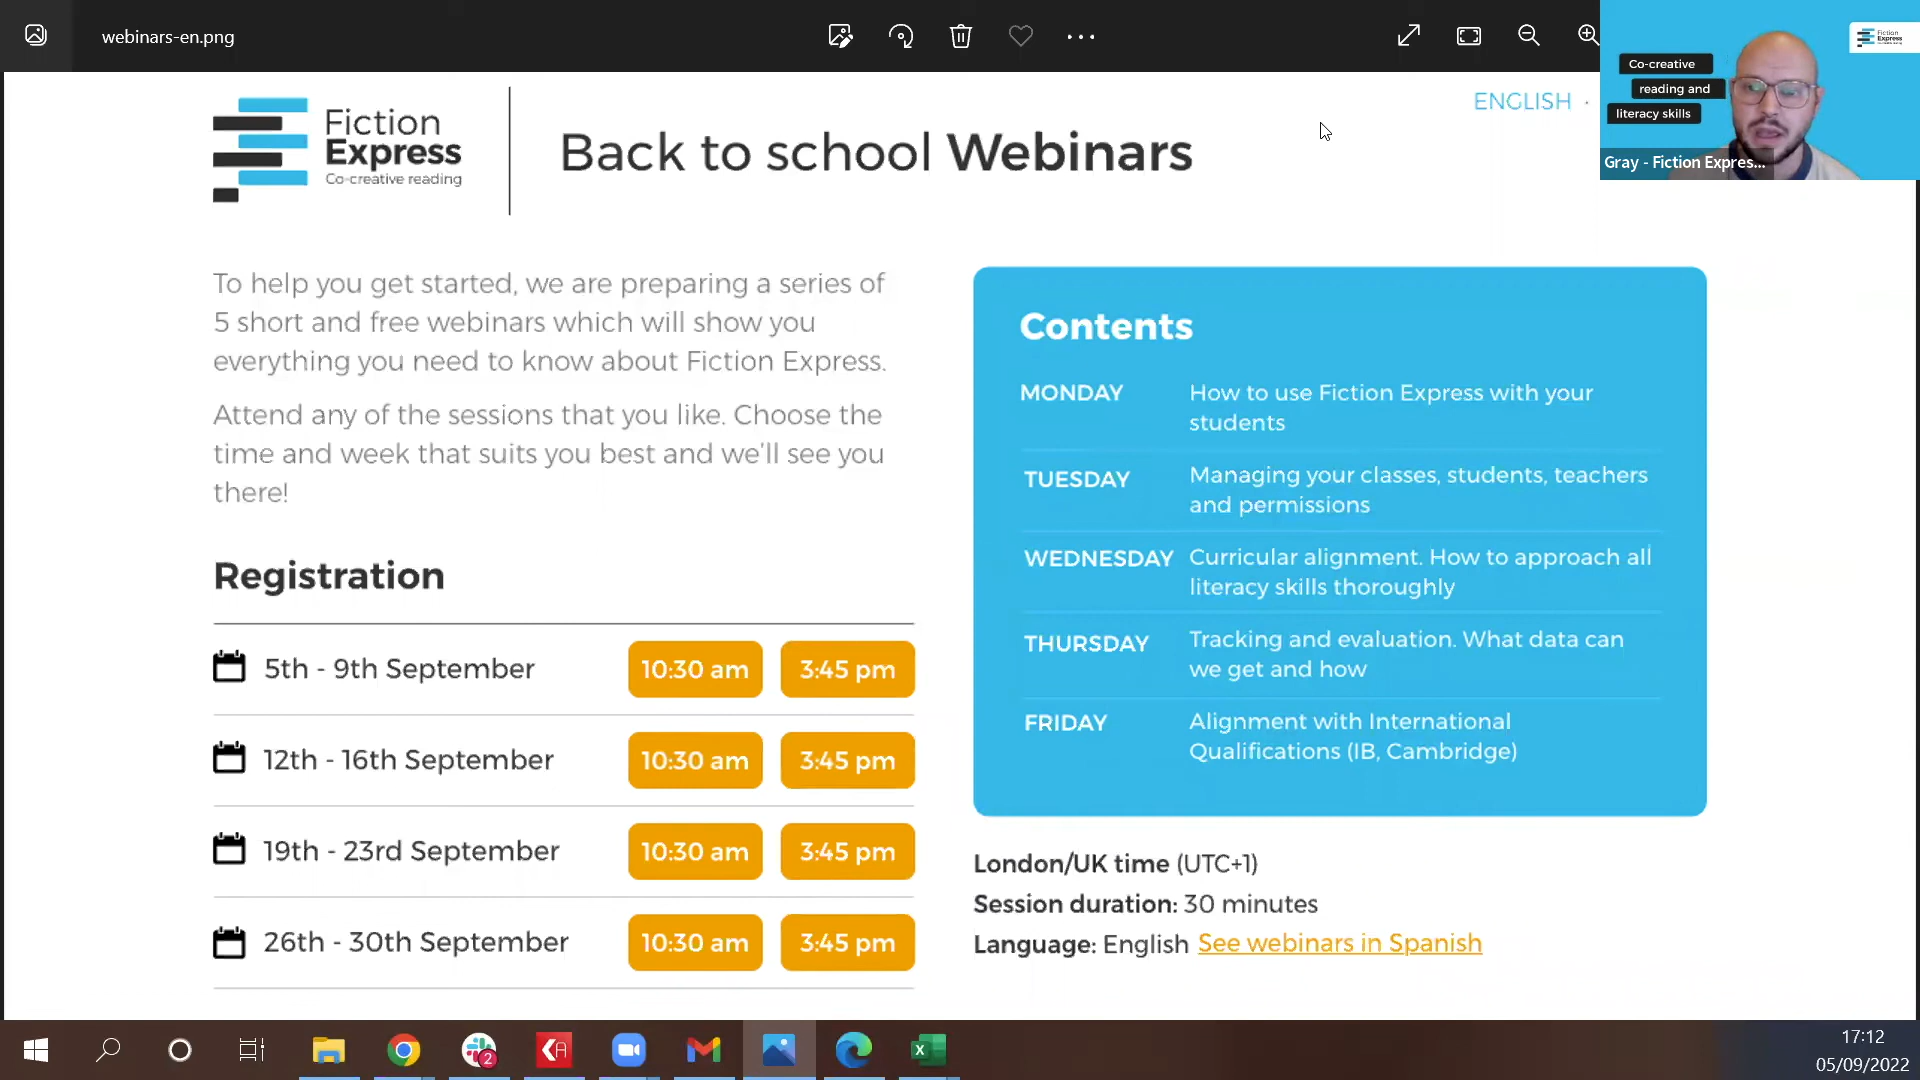 webinars-en.png
Fiction
Express
Co-creative reading
Back to school Webinars
ENGLISH ·
Co-creative
reading and
literacy skills
Fiction
Express
Gray - Fiction Expres...
To help you get started, we are preparing a series of
5 short and free webinars which will show you
everything you need to know about Fiction Express.
Attend any of the sessions that you like. Choose the
time and week that suits you best and we'll see you
there!
Registration
5th - 9th September 10:30 am 3:45 pm
12th - 16th September 10:30 am 3:45 pm
19th - 23rd September 10:30 am 3:45 pm
26th - 30th September 10:30 am 3:45 pm
Contents
MONDAY How to use Fiction Express with your
students
TUESDAY Managing your classes, students, teachers
and permissions
WEDNESDAY Curricular alignment. How to approach all
literacy skills thoroughly
THURSDAY Tracking and evaluation. What data can
we get and how
FRIDAY Alignment with International
Qualifications (IB, Cambridge)
London/UK time (UTC+1)
Session duration: 30 minutes
Language: English See webinars in Spanish
2
17:12
05/09/2022